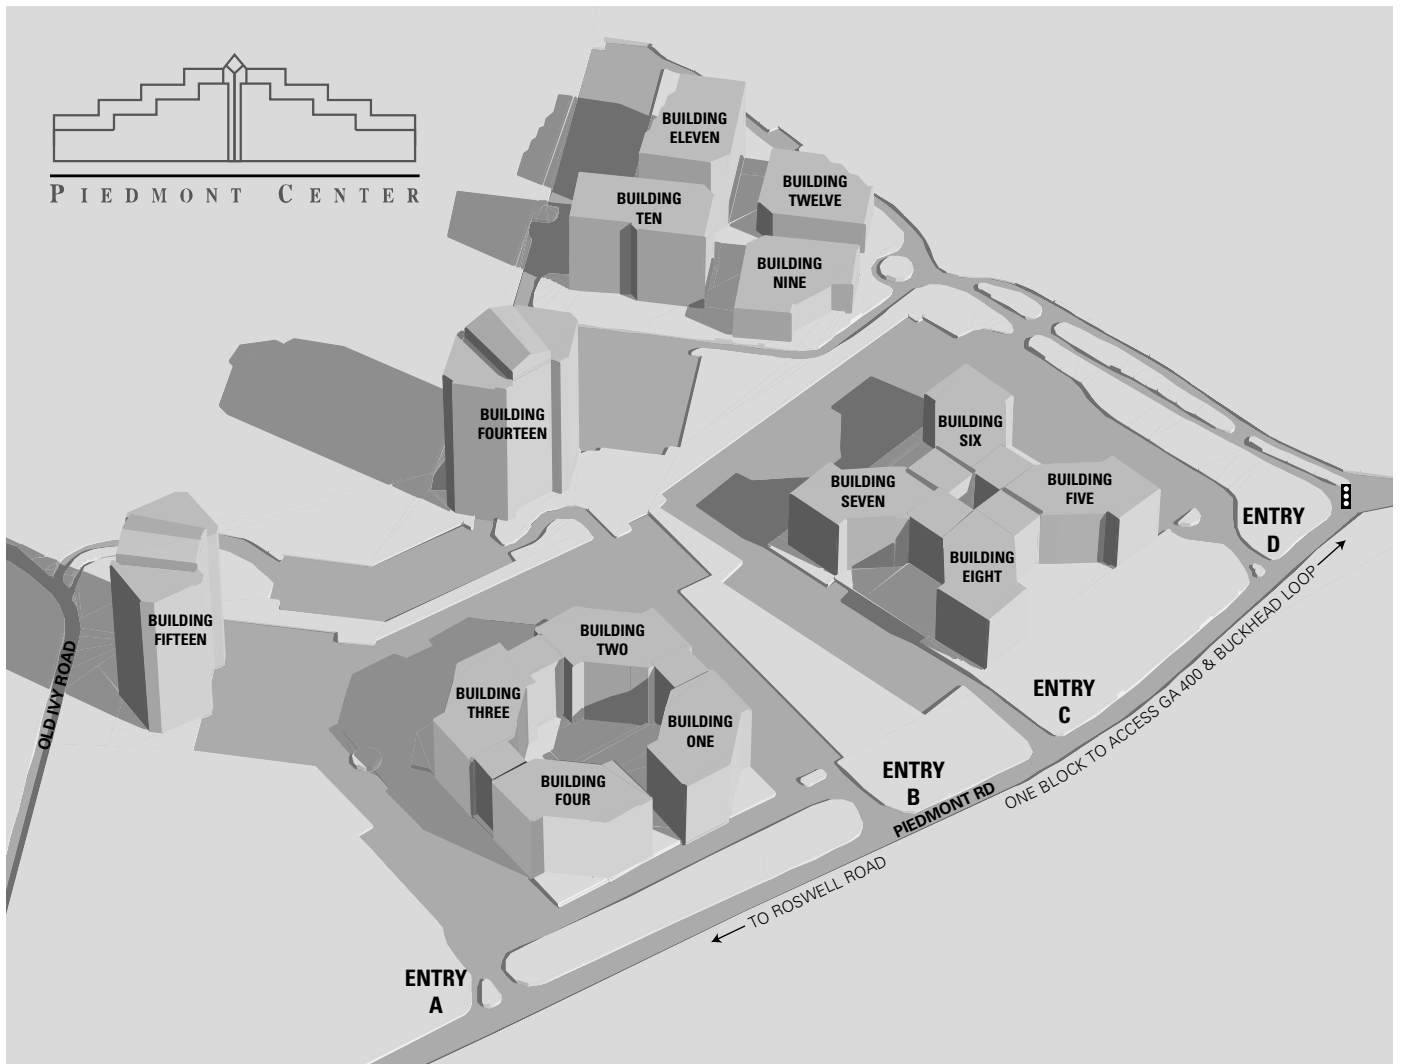 PIEDMONT CENTER
BUILDING
ELEVEN
BUILDING
TWELVE
BUILDING
TEN
BUILDING
NINE
BUILDING
FOURTEEN
BUILDING
SIX
BUILDING
SEVEN
BUILDING
FIVE
BUILDING
EIGHT
ENTRY
D
BUILDING
FIFTEEN
BUILDING
TWO
BUILDING
THREE
BUILDING
ONE
BUILDING
FOUR
OLD IVY ROAD
ENTRY
C
ENTRY
B
PIEDMONT RD
ONE BLOCK TO ACCESS GA 400 & BUCKHEAD LOOP
TO ROSWELL ROAD
ENTRY
A